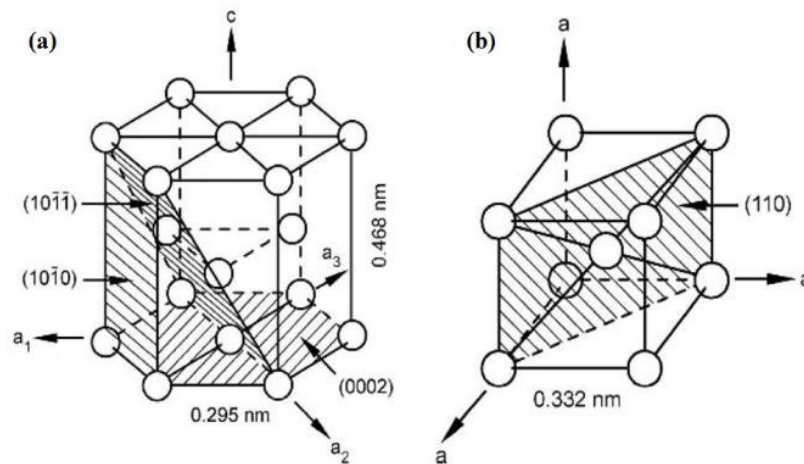 (a)
c
(101̄1̄)
(101̄0)
a₃
0.468 nm
a₁
(0002)
0.295 nm
a₂
(b)
a
(110)
a
0.332 nm
a